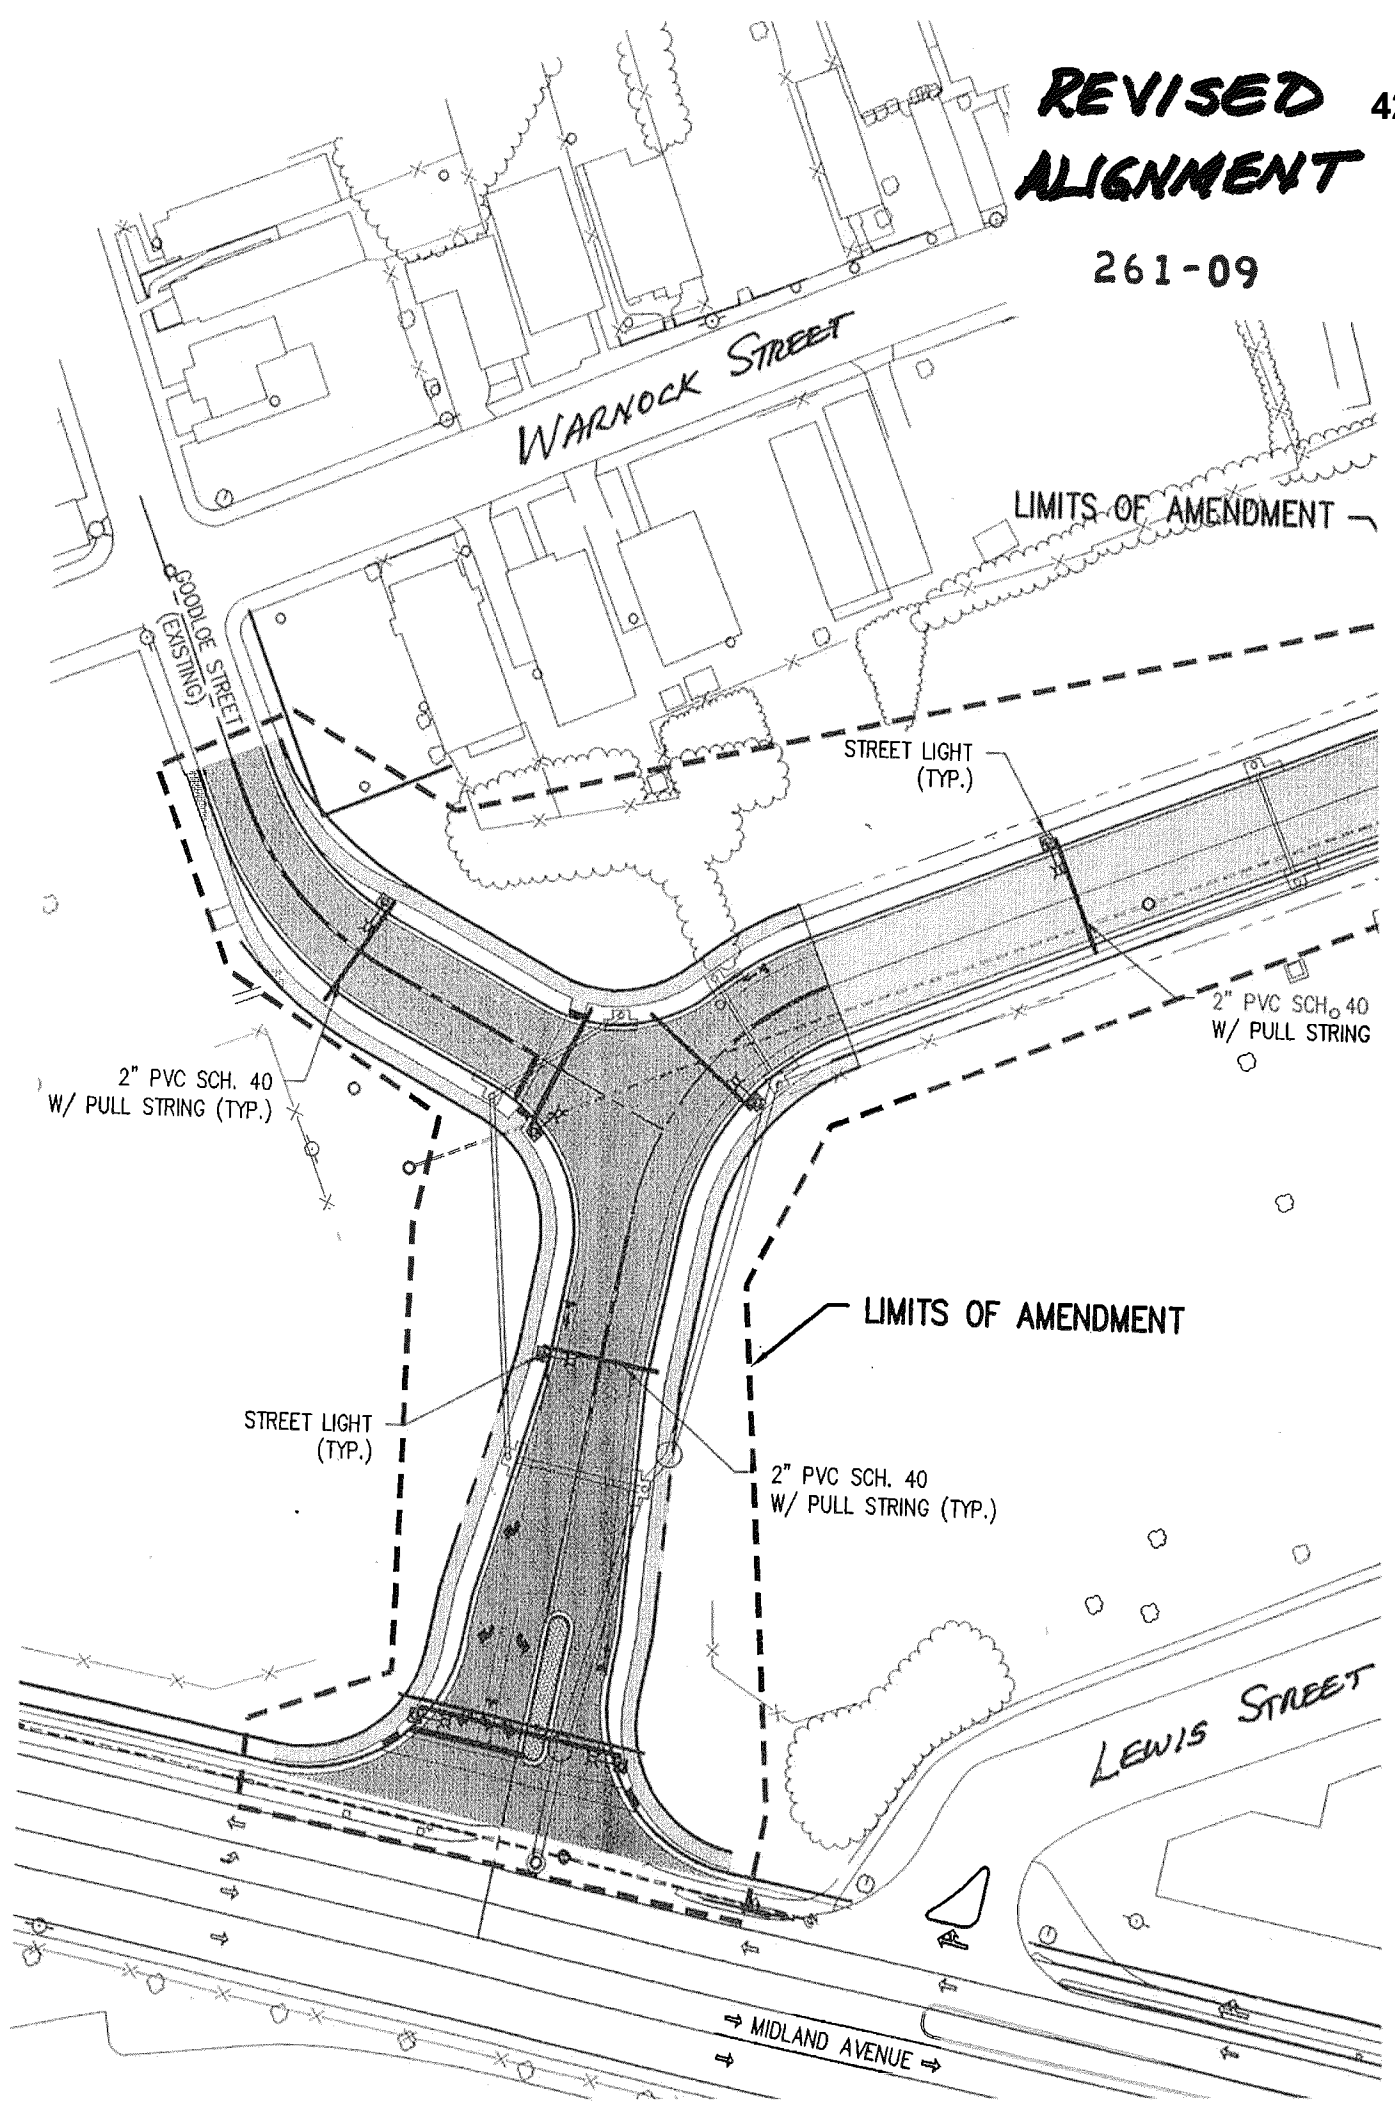 REVISED
ALIGNMENT
261-09
WARNOCK STREET
LIMITS OF AMENDMENT
GOODLOE STREET
(EXISTING)
STREET LIGHT
(TYP.)
2" PVC SCH. 40
W/ PULL STRING
2" PVC SCH. 40
W/ PULL STRING (TYP.)
LIMITS OF AMENDMENT
STREET LIGHT
(TYP.)
2" PVC SCH. 40
W/ PULL STRING (TYP.)
LEWIS STREET
MIDLAND AVENUE